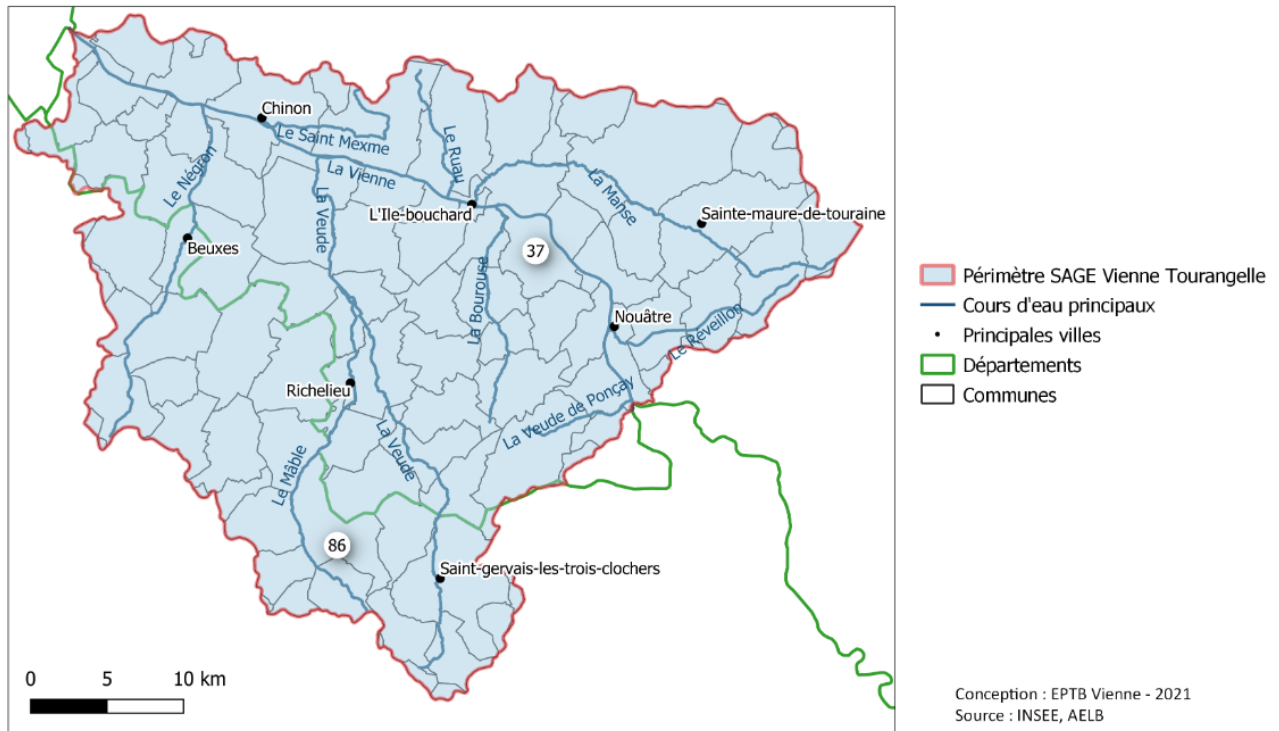 Chinon
Le Saint Mexme
Le Ruau
La Vienne
Le Négron
La Manse
La Veude
L'Ile-bouchard
Sainte-maure-de-touraine
Beuxes
37
La Bourouse
Nouâtre
Le Réveillon
Richelieu
La Veude de Ponçay
La Veude
Le Mâble
86
Saint-gervais-les-trois-clochers
0 5 10 km
Périmètre SAGE Vienne Tourangelle
Cours d'eau principaux
Principales villes
Départements
Communes
Conception : EPTB Vienne - 2021
Source : INSEE, AELB